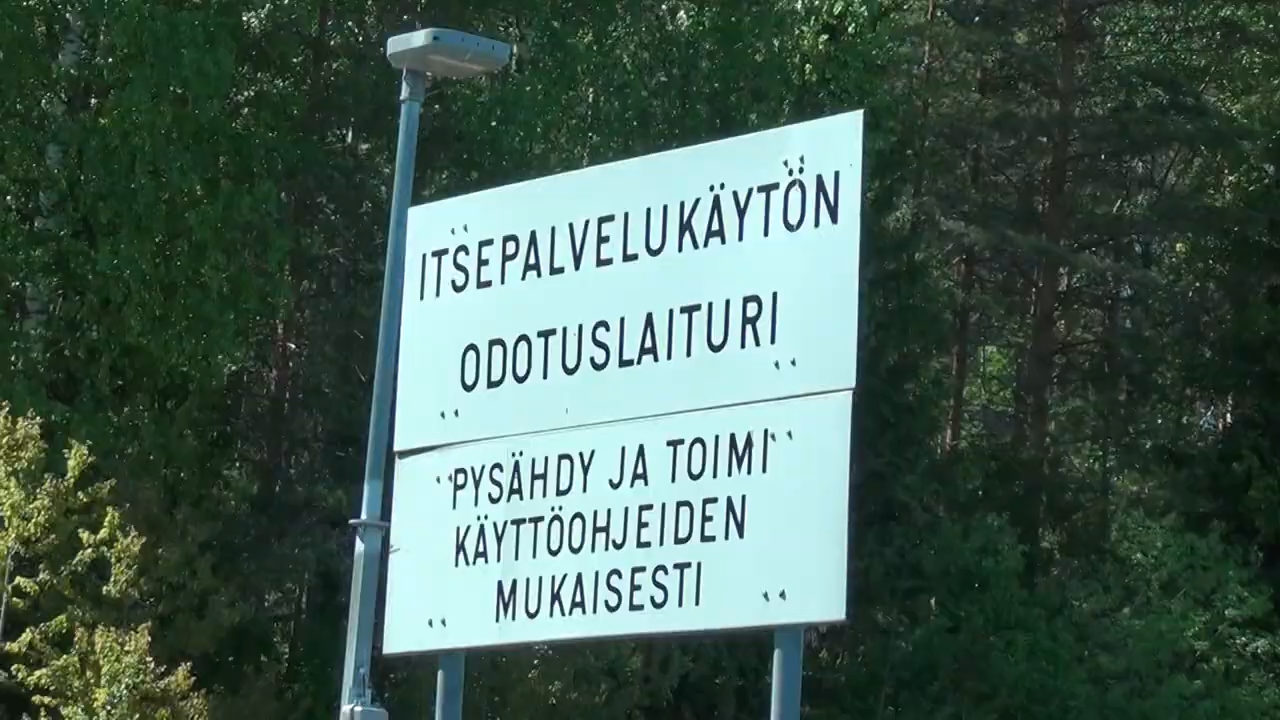 ITSEPALVELUKÄYTÖN
ODOTUSLAITURI
PYSÄHDY JA TOIMI
KÄYTTÖOHJEIDEN
MUKAISESTI